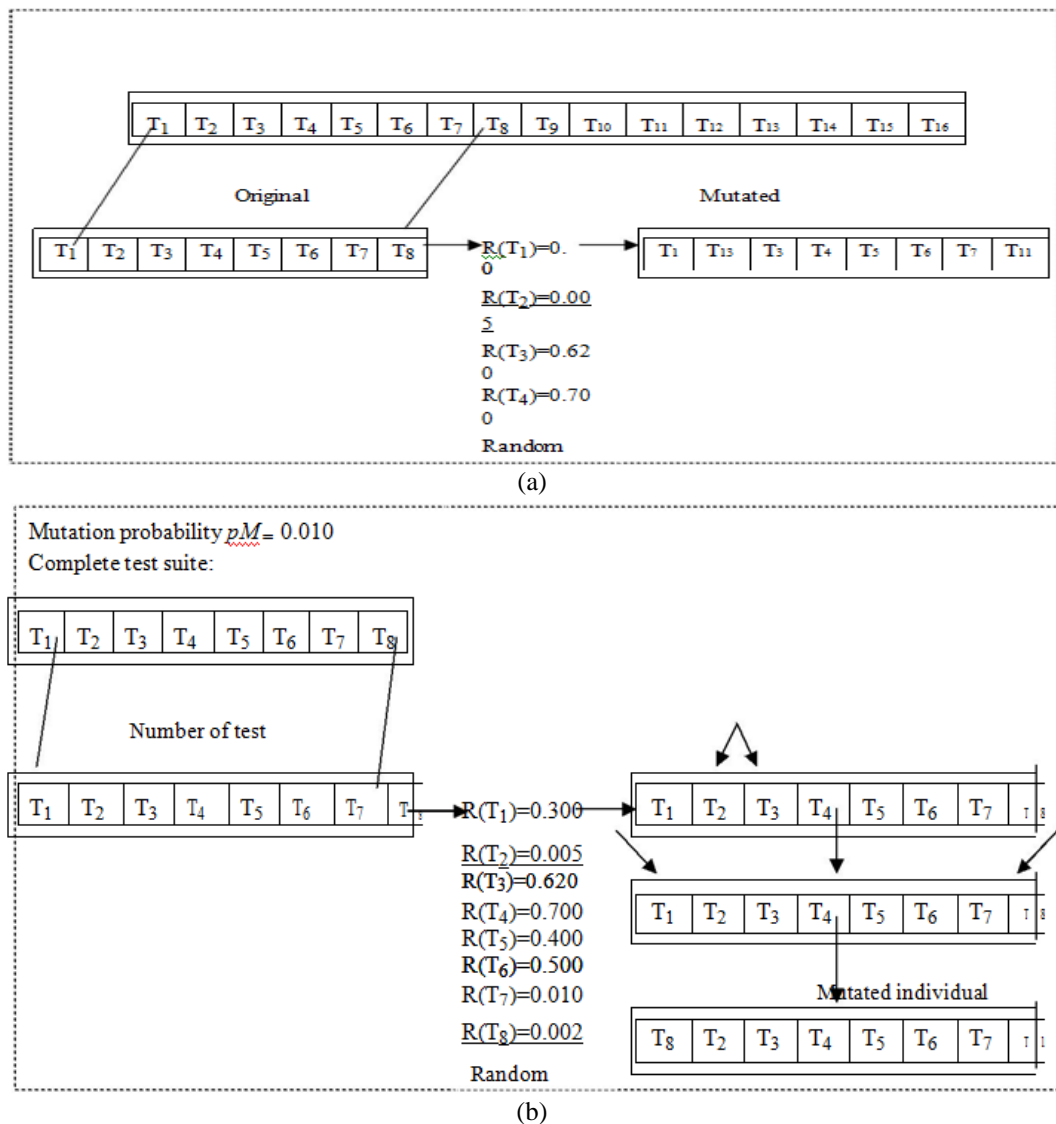 T1 T2 T3 T4 T5 T6 T7 T8 T9 T10 T11 T12 T13 T14 T15 T16
Original Mutated
T1 T2 T3 T4 T5 T6 T7 T8
R(T1)=0.
0
R(T2)=0.00
5
R(T3)=0.62
0
R(T4)=0.70
0
Random
T1 T13 T3 T4 T5 T6 T7 T11
(a)
Mutation probability pM= 0.010
Complete test suite:
T1 T2 T3 T4 T5 T6 T7 T8
Number of test
T1 T2 T3 T4 T5 T6 T7 T
R(T1)=0.300
R(T2)=0.005
R(T3)=0.620
R(T4)=0.700
R(T5)=0.400
R(T6)=0.500
R(T7)=0.010
R(T8)=0.002
Random
T1 T2 T3 T4 T5 T6 T7 T 8
T1 T2 T3 T4 T5 T6 T7 T 8
Mutated individual
T8 T2 T3 T4 T5 T6 T7 T 1
(b)